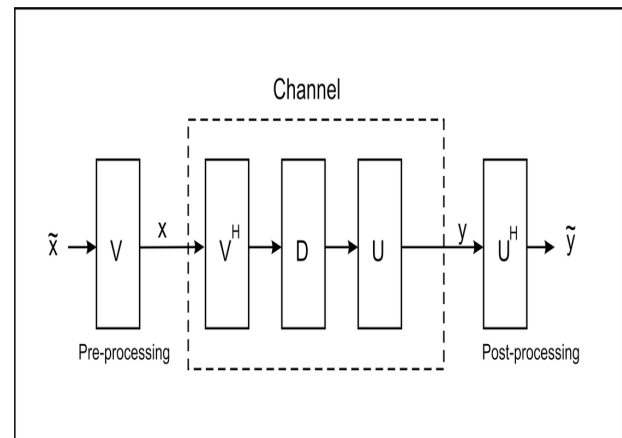 Channel
x̃ V x V^H D U y U^H ỹ
Pre-processing Post-processing